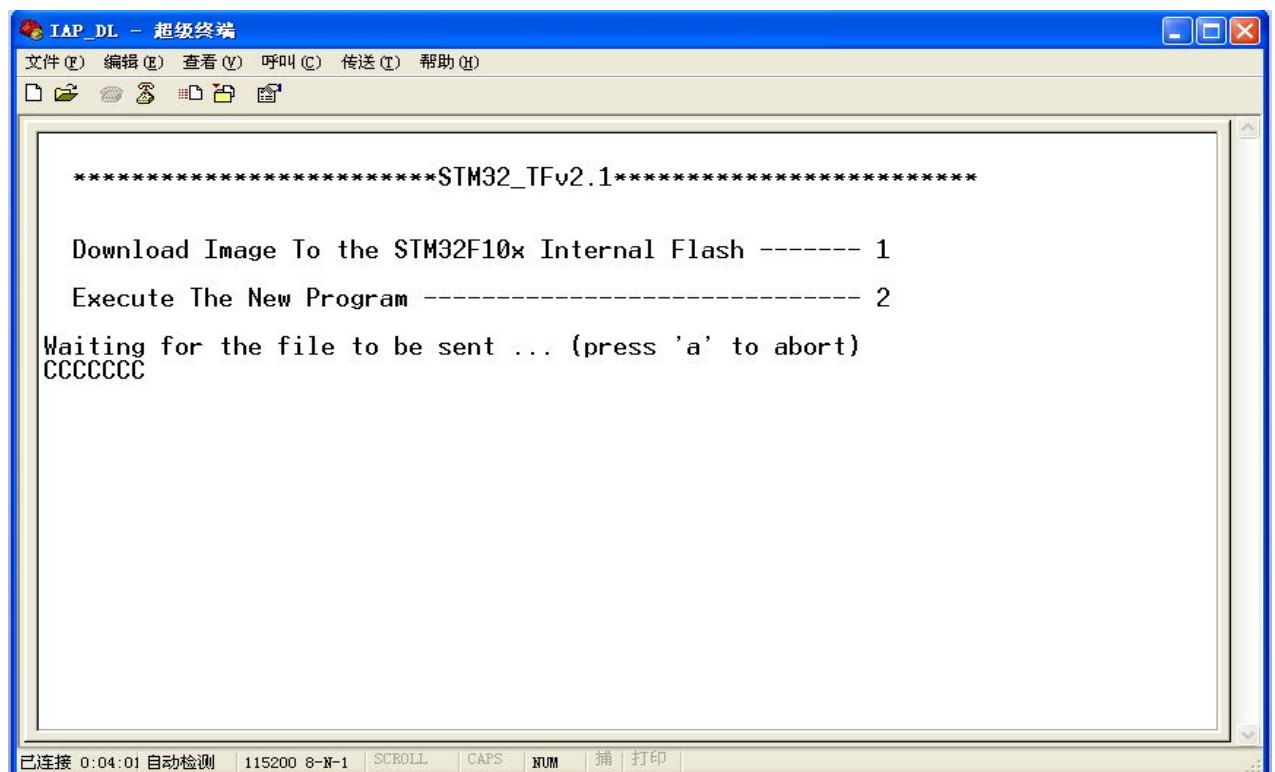 IAP_DL - 超级终端
文件(F) 编辑(E) 查看(V) 呼叫(C) 传送(T) 帮助(H)
*************************STM32_TFv2.1*************************
Download Image To the STM32F10x Internal Flash ------- 1
Execute The New Program ------------------------------ 2
Waiting for the file to be sent ... (press 'a' to abort)
CCCCCCC
已连接 0:04:01 自动检测 115200 8-N-1 SCROLL CAPS NUM 捕 打印